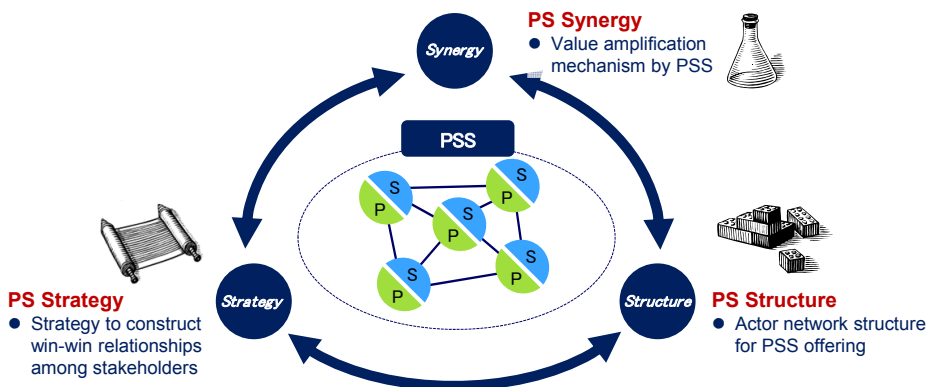 PS Synergy
● Value amplification
mechanism by PSS
Synergy
PSS
S
P
S
P
S
P
S
P
S
P
PS Strategy
● Strategy to construct
win-win relationships
among stakeholders
Strategy
Structure
PS Structure
● Actor network structure
for PSS offering